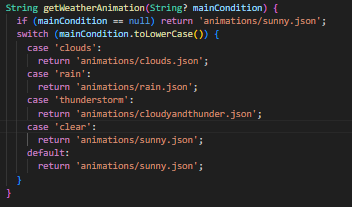 String getWeatherAnimation(String? mainCondition) {
  if (mainCondition == null) return 'animations/sunny.json';
  switch (mainCondition.toLowerCase()) {
    case 'clouds':
      return 'animations/clouds.json';
    case 'rain':
      return 'animations/rain.json';
    case 'thunderstorm':
      return 'animations/cloudyandthunder.json';
    case 'clear':
      return 'animations/sunny.json';
    default:
      return 'animations/sunny.json';
  }
}